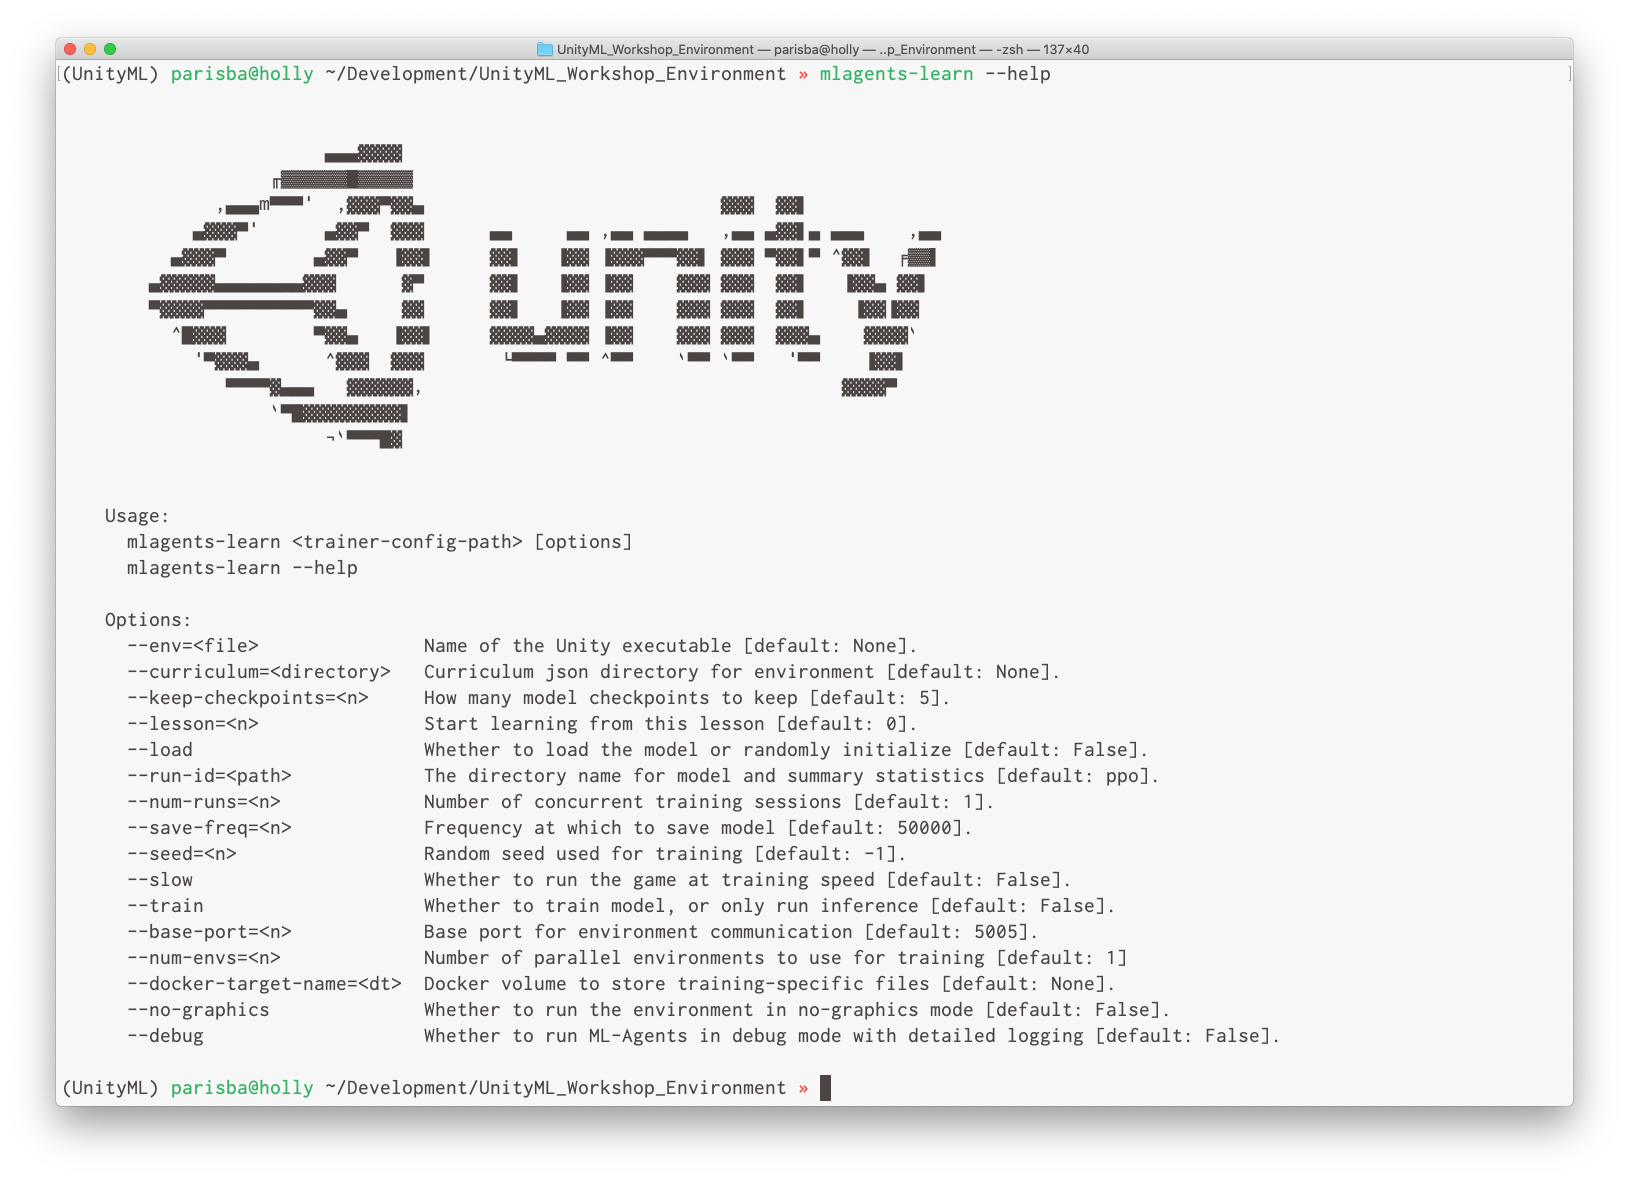 UnityML_Workshop_Environment — parisba@holly — ..p_Environment — -zsh — 137×40
(UnityML) parisba@holly ~/Development/UnityML_Workshop_Environment » mlagents-learn --help
unity
Usage:
mlagents-learn <trainer-config-path> [options]
mlagents-learn --help
Options:
--env=<file> Name of the Unity executable [default: None].
--curriculum=<directory> Curriculum json directory for environment [default: None].
--keep-checkpoints=<n> How many model checkpoints to keep [default: 5].
--lesson=<n> Start learning from this lesson [default: 0].
--load Whether to load the model or randomly initialize [default: False].
--run-id=<path> The directory name for model and summary statistics [default: ppo].
--num-runs=<n> Number of concurrent training sessions [default: 1].
--save-freq=<n> Frequency at which to save model [default: 50000].
--seed=<n> Random seed used for training [default: -1].
--slow Whether to run the game at training speed [default: False].
--train Whether to train model, or only run inference [default: False].
--base-port=<n> Base port for environment communication [default: 5005].
--num-envs=<n> Number of parallel environments to use for training [default: 1]
--docker-target-name=<dt> Docker volume to store training-specific files [default: None].
--no-graphics Whether to run the environment in no-graphics mode [default: False].
--debug Whether to run ML-Agents in debug mode with detailed logging [default: False].
(UnityML) parisba@holly ~/Development/UnityML_Workshop_Environment »